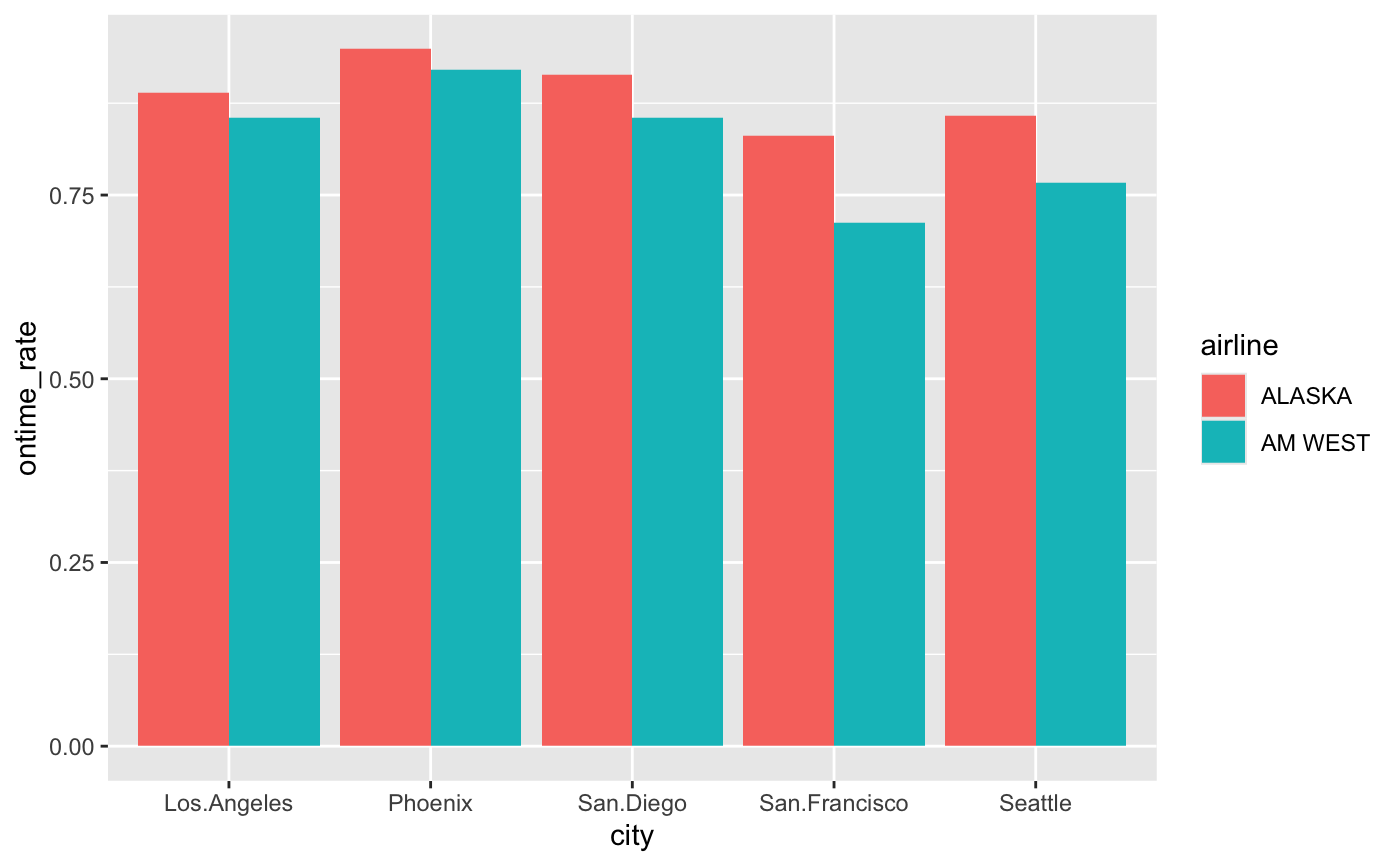 ontime_rate
0.75
0.50
0.25
0.00
Los.Angeles Phoenix San.Diego San.Francisco Seattle
city
airline
ALASKA
AM WEST